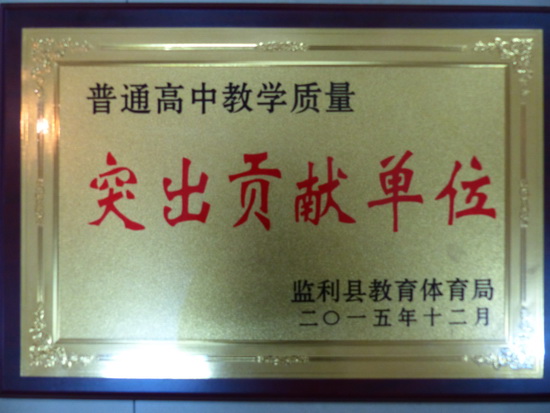 普通高中教学质量
突出贡献单位
监利县教育体育局
二〇一五年十二月